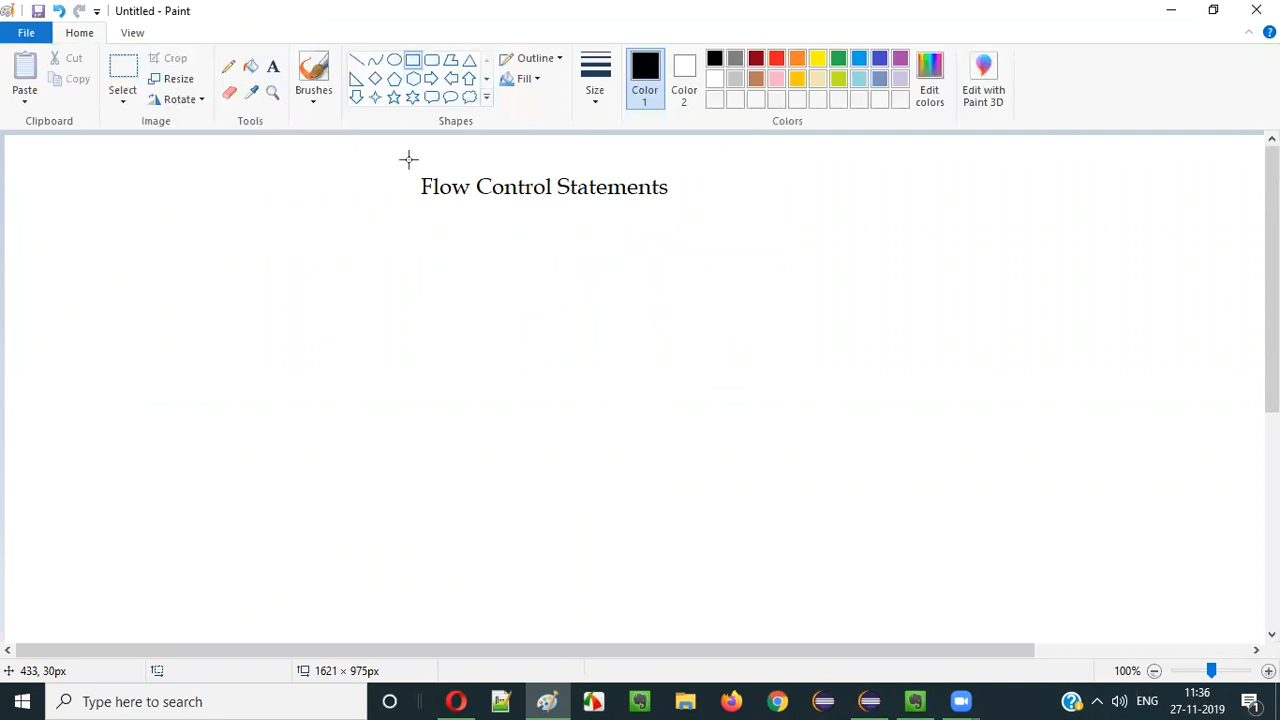 Untitled - Paint
File
Home
View
Paste
Cut
Copy
Clipboard
Select
Crop
Resize
Rotate
Image
Tools
Brushes
Shapes
Outline
Fill
Size
Color 1
Color 2
Colors
Edit colors
Edit with Paint 3D
Flow Control Statements
433, 30px
1621 × 975px
100%
Type here to search
ENG
11:36
27-11-2019